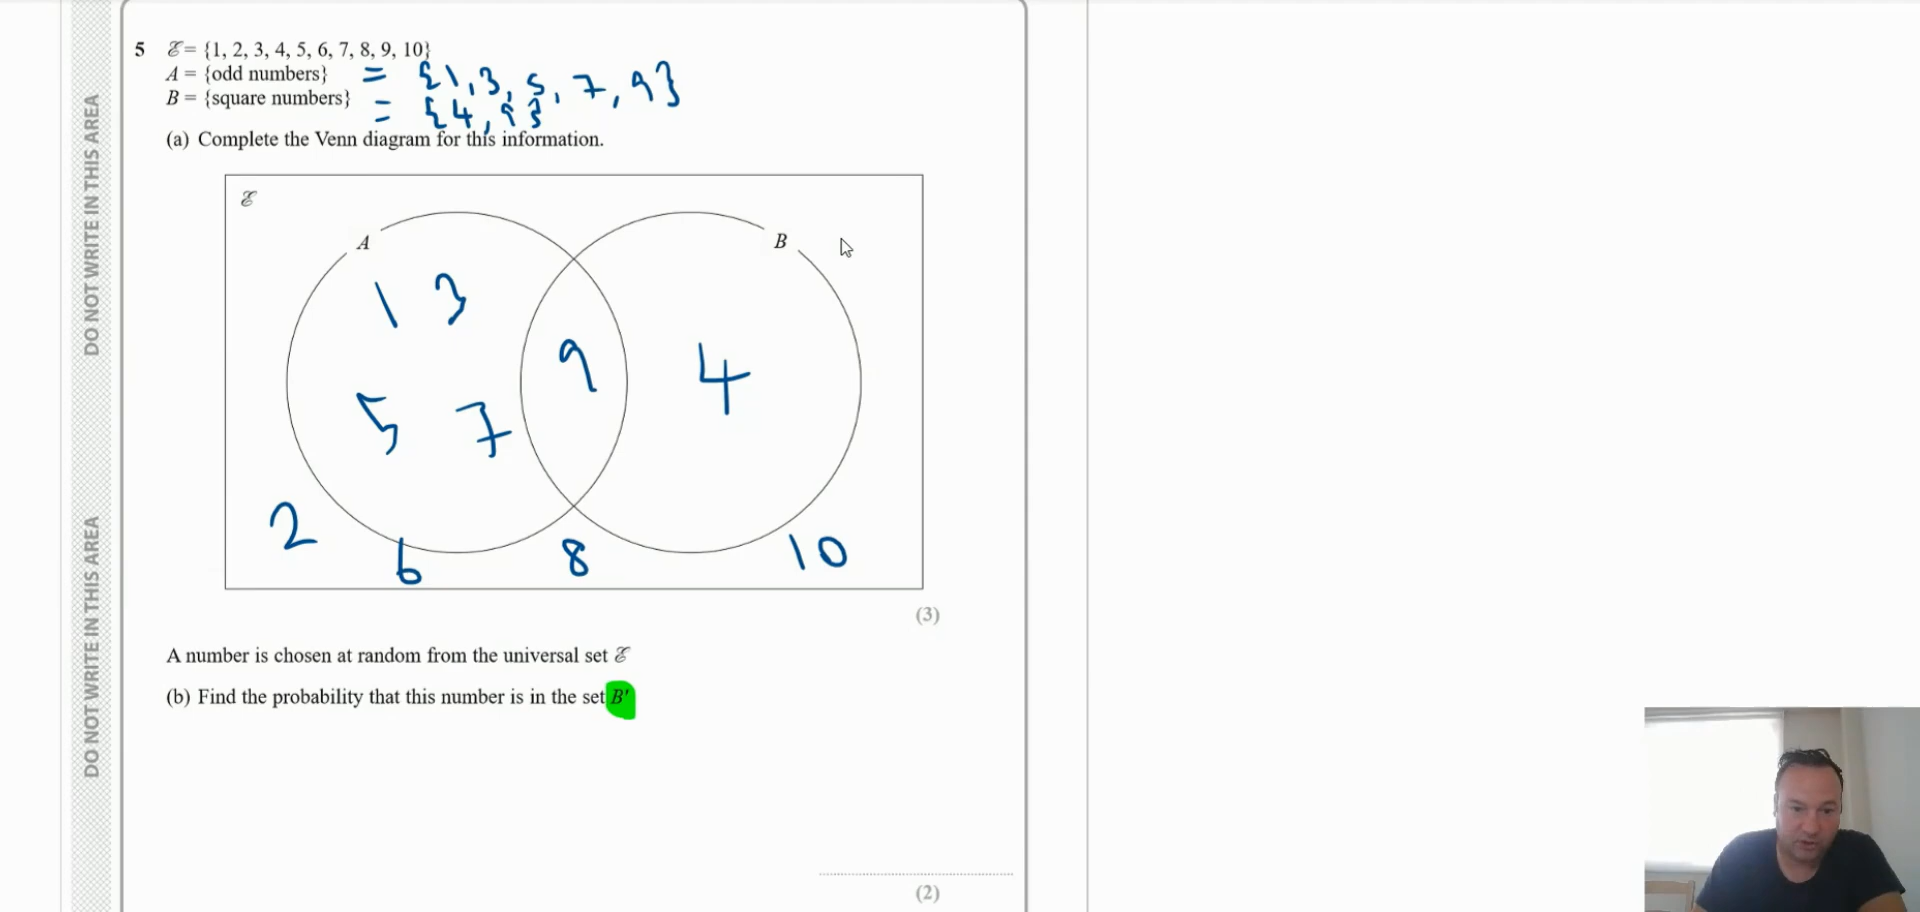 5 ℰ = {1, 2, 3, 4, 5, 6, 7, 8, 9, 10}
A = {odd numbers} = {1, 3, 5, 7, 9}
B = {square numbers} = {4, 9}
(a) Complete the Venn diagram for this information.
ℰ
A B
1 3
9 4
5 7
2 6 8 10
(3)
A number is chosen at random from the universal set ℰ
(b) Find the probability that this number is in the set B'
(2)
DO NOT WRITE IN THIS AREA
DO NOT WRITE IN THIS AREA